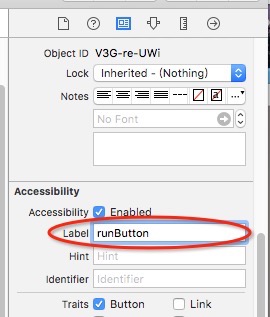 Object ID V3G-re-UWi
Lock Inherited - (Nothing)
Notes
No Font
Accessibility
Accessibility Enabled
Label runButton
Hint Hint
Identifier Identifier
Traits Button Link